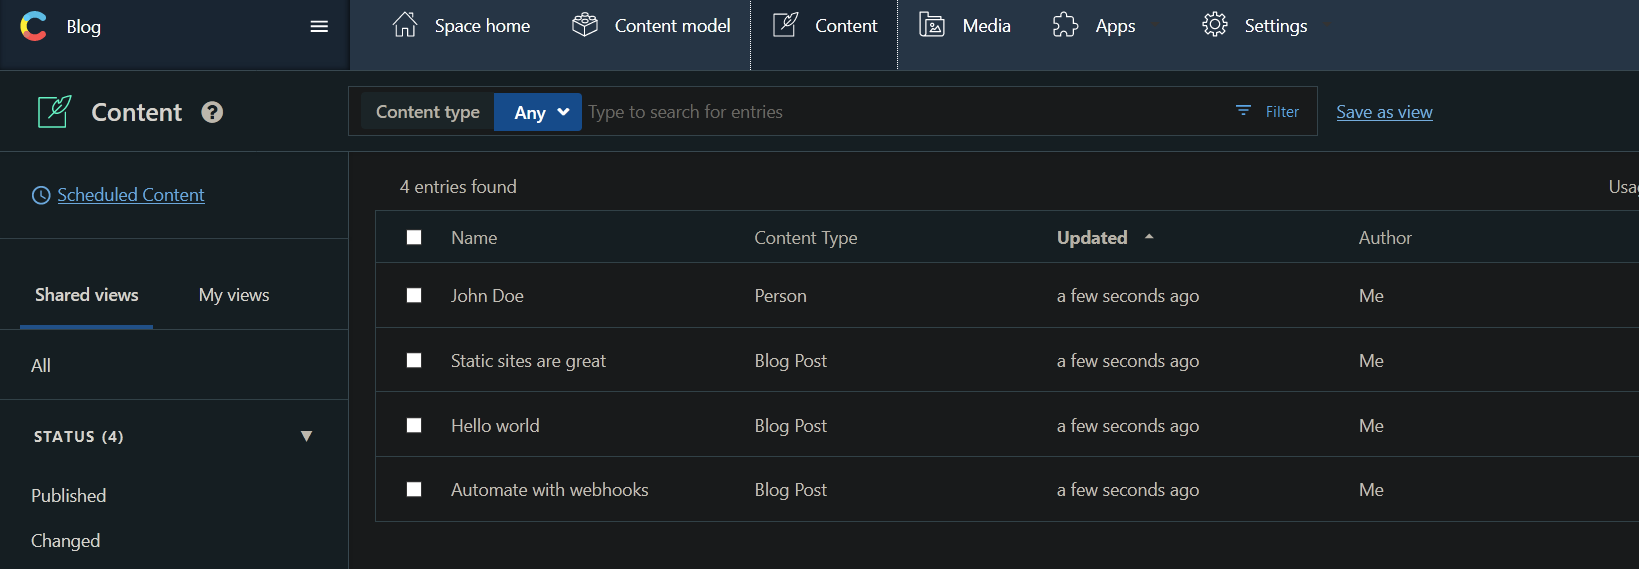 Blog
Space home
Content model
Content
Media
Apps
Settings
Content ?
Content type
Any
Type to search for entries
Filter
Save as view
Scheduled Content
4 entries found
Shared views
My views
Name Content Type Updated Author
John Doe Person a few seconds ago Me
Static sites are great Blog Post a few seconds ago Me
Hello world Blog Post a few seconds ago Me
Automate with webhooks Blog Post a few seconds ago Me
All
STATUS (4)
Published
Changed